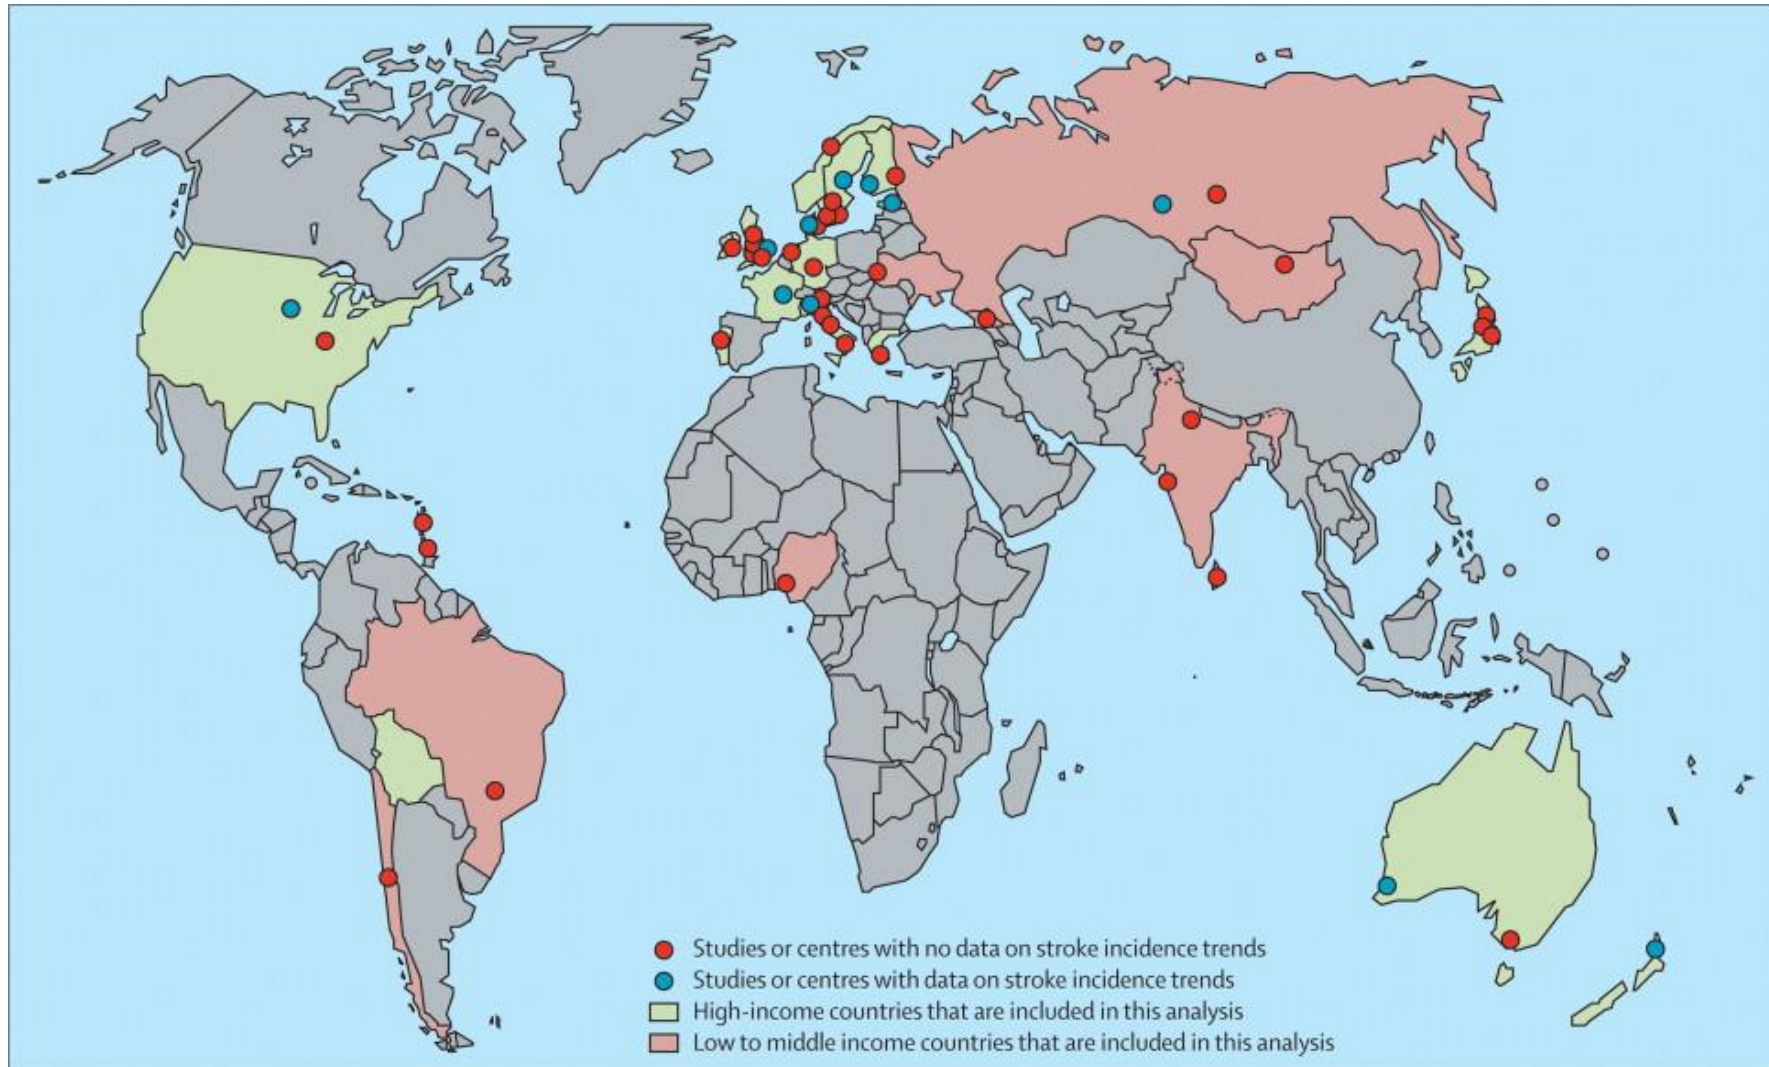 Studies or centres with no data on stroke incidence trends
Studies or centres with data on stroke incidence trends
High-income countries that are included in this analysis
Low to middle income countries that are included in this analysis